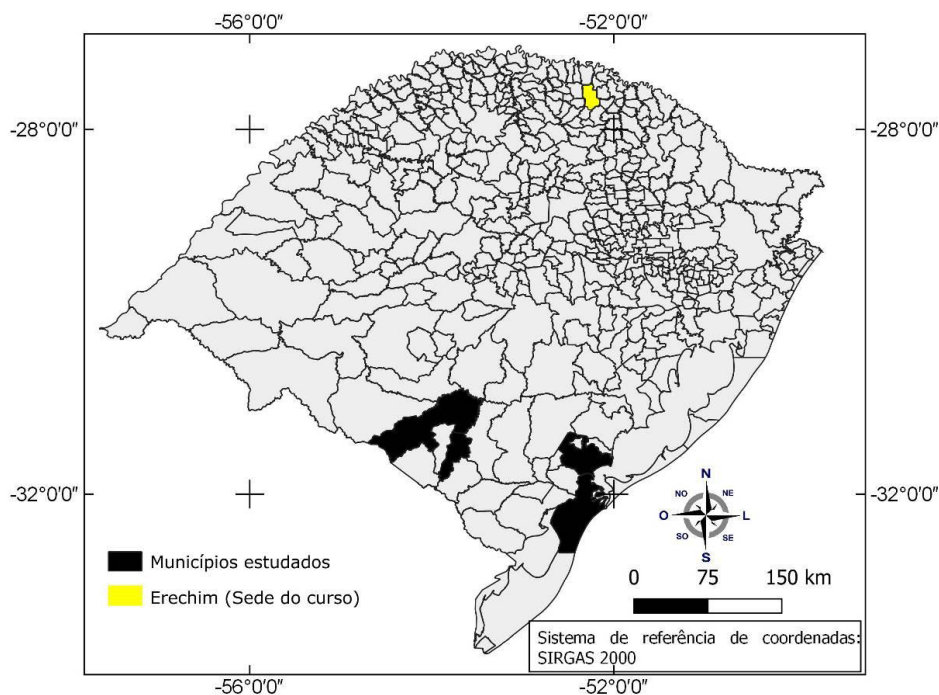 -56°0′0″
-52°0′0″
-28°0′0″
-28°0′0″
-32°0′0″
-32°0′0″
N
NO
NE
O
L
SO
SE
S
Municípios estudados
Erechim (Sede do curso)
0 75 150 km
Sistema de referência de coordenadas:
SIRGAS 2000
-56°0′0″
-52°0′0″